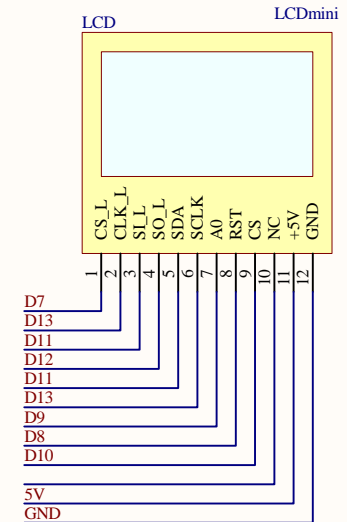 LCD
LCDmini
CS_L
CLK_L
SI_L
SO_L
SDA
SCLK
A0
RST
CS
NC
+5V
GND
1
2
3
4
5
6
7
8
9
10
11
12
D7
D13
D11
D12
D11
D13
D9
D8
D10
5V
GND